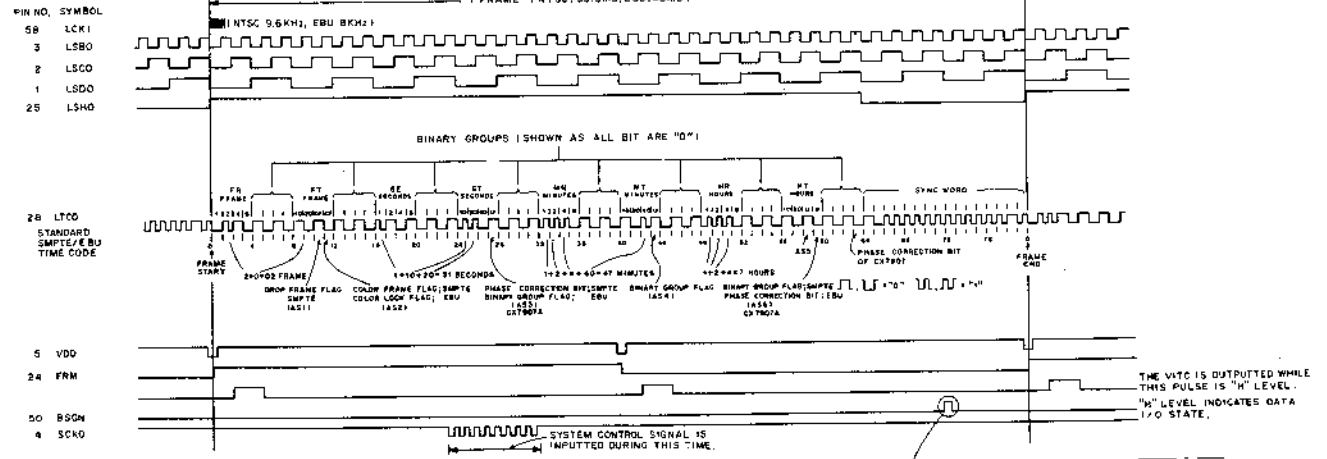 PIN NO. SYMBOL
( NTSC 9.6KHz, EBU 8KHz )
58 LCKI
3 LSBO
2 LSCO
1 LSDO
25 LSHO
BINARY GROUPS (SHOWN AS ALL BIT ARE "0")
FR FRAME
FT FRAME
SE SECONDS
ST SECONDS
MN MINUTES
MT MINUTES
HR HOURS
HT HOURS
SYNC WORD
28 LTCO
STANDARD
SMPTE/EBU
TIME CODE
FRAME START
2+0=02 FRAME
1+10+20=31 SECONDS
1+2+4+40=47 MINUTES
1+2+4=7 HOURS
AS5
PHASE CORRECTION BIT
OF CX7907
FRAME END
DROP FRAME FLAG
SMPTE
(AS1)
COLOR FRAME FLAG;SMPTE
COLOR LOCK FLAG; EBU
(AS2)
PHASE CORRECTION BIT;SMPTE
BINARY GROUP FLAG; EBU
(AS3)
CX7907A
BINARY GROUP FLAG
(AS4)
BINARY GROUP FLAG;SMPTE
PHASE CORRECTION BIT;EBU
(AS6)
CX7907A
5 VDD
24 FRM
THE VITC IS OUTPUTTED WHILE
THIS PULSE IS "H" LEVEL.
50 BSGN
"H" LEVEL INDICATES DATA
I/O STATE.
4 SCKO
SYSTEM CONTROL SIGNAL IS
INPUTTED DURING THIS TIME.